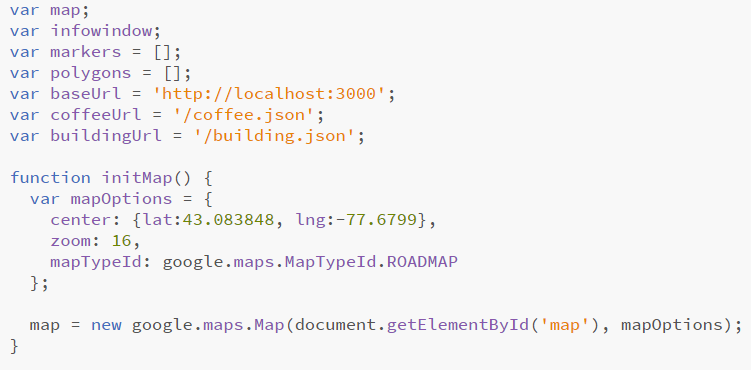 var map;
var infowindow;
var markers = [];
var polygons = [];
var baseUrl = 'http://localhost:3000';
var coffeeUrl = '/coffee.json';
var buildingUrl = '/building.json';

function initMap() {
  var mapOptions = {
    center: {lat:43.083848, lng:-77.6799},
    zoom: 16,
    mapTypeId: google.maps.MapTypeId.ROADMAP
  };

  map = new google.maps.Map(document.getElementById('map'), mapOptions);
}